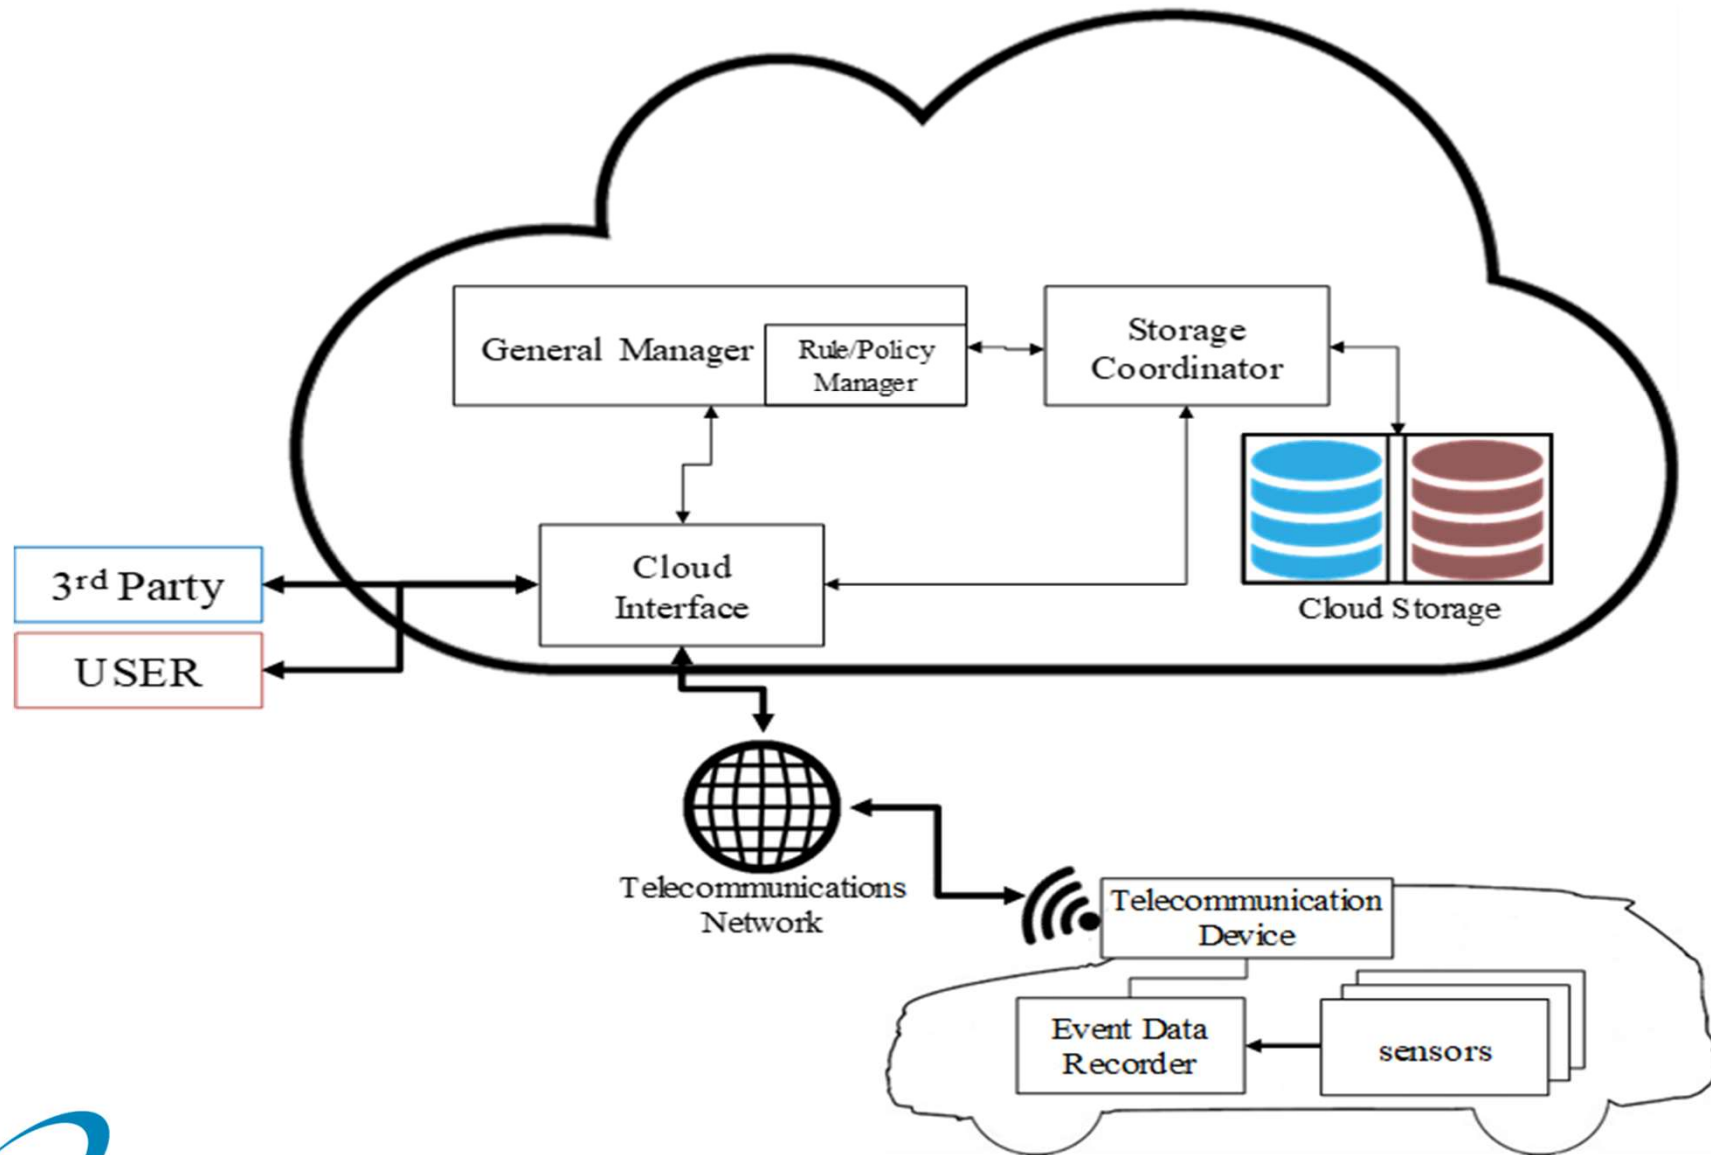 General Manager
Rule/Policy
Manager
Storage
Coordinator
Cloud
Interface
Cloud Storage
3rd Party
USER
Telecommunications
Network
Telecommunication
Device
Event Data
Recorder
sensors